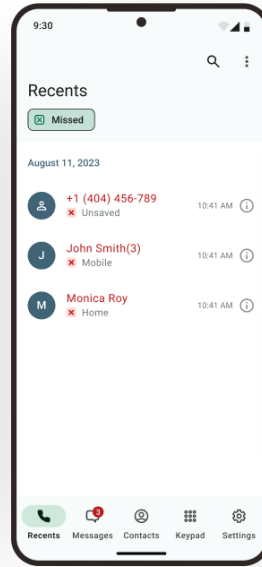 9:30
Recents
Missed
August 11, 2023
+1 (404) 456-789
10:41 AM
Unsaved
J
John Smith(3)
10:41 AM
Mobile
M
Monica Roy
10:41 AM
Home
3
Recents Messages Contacts Keypad Settings